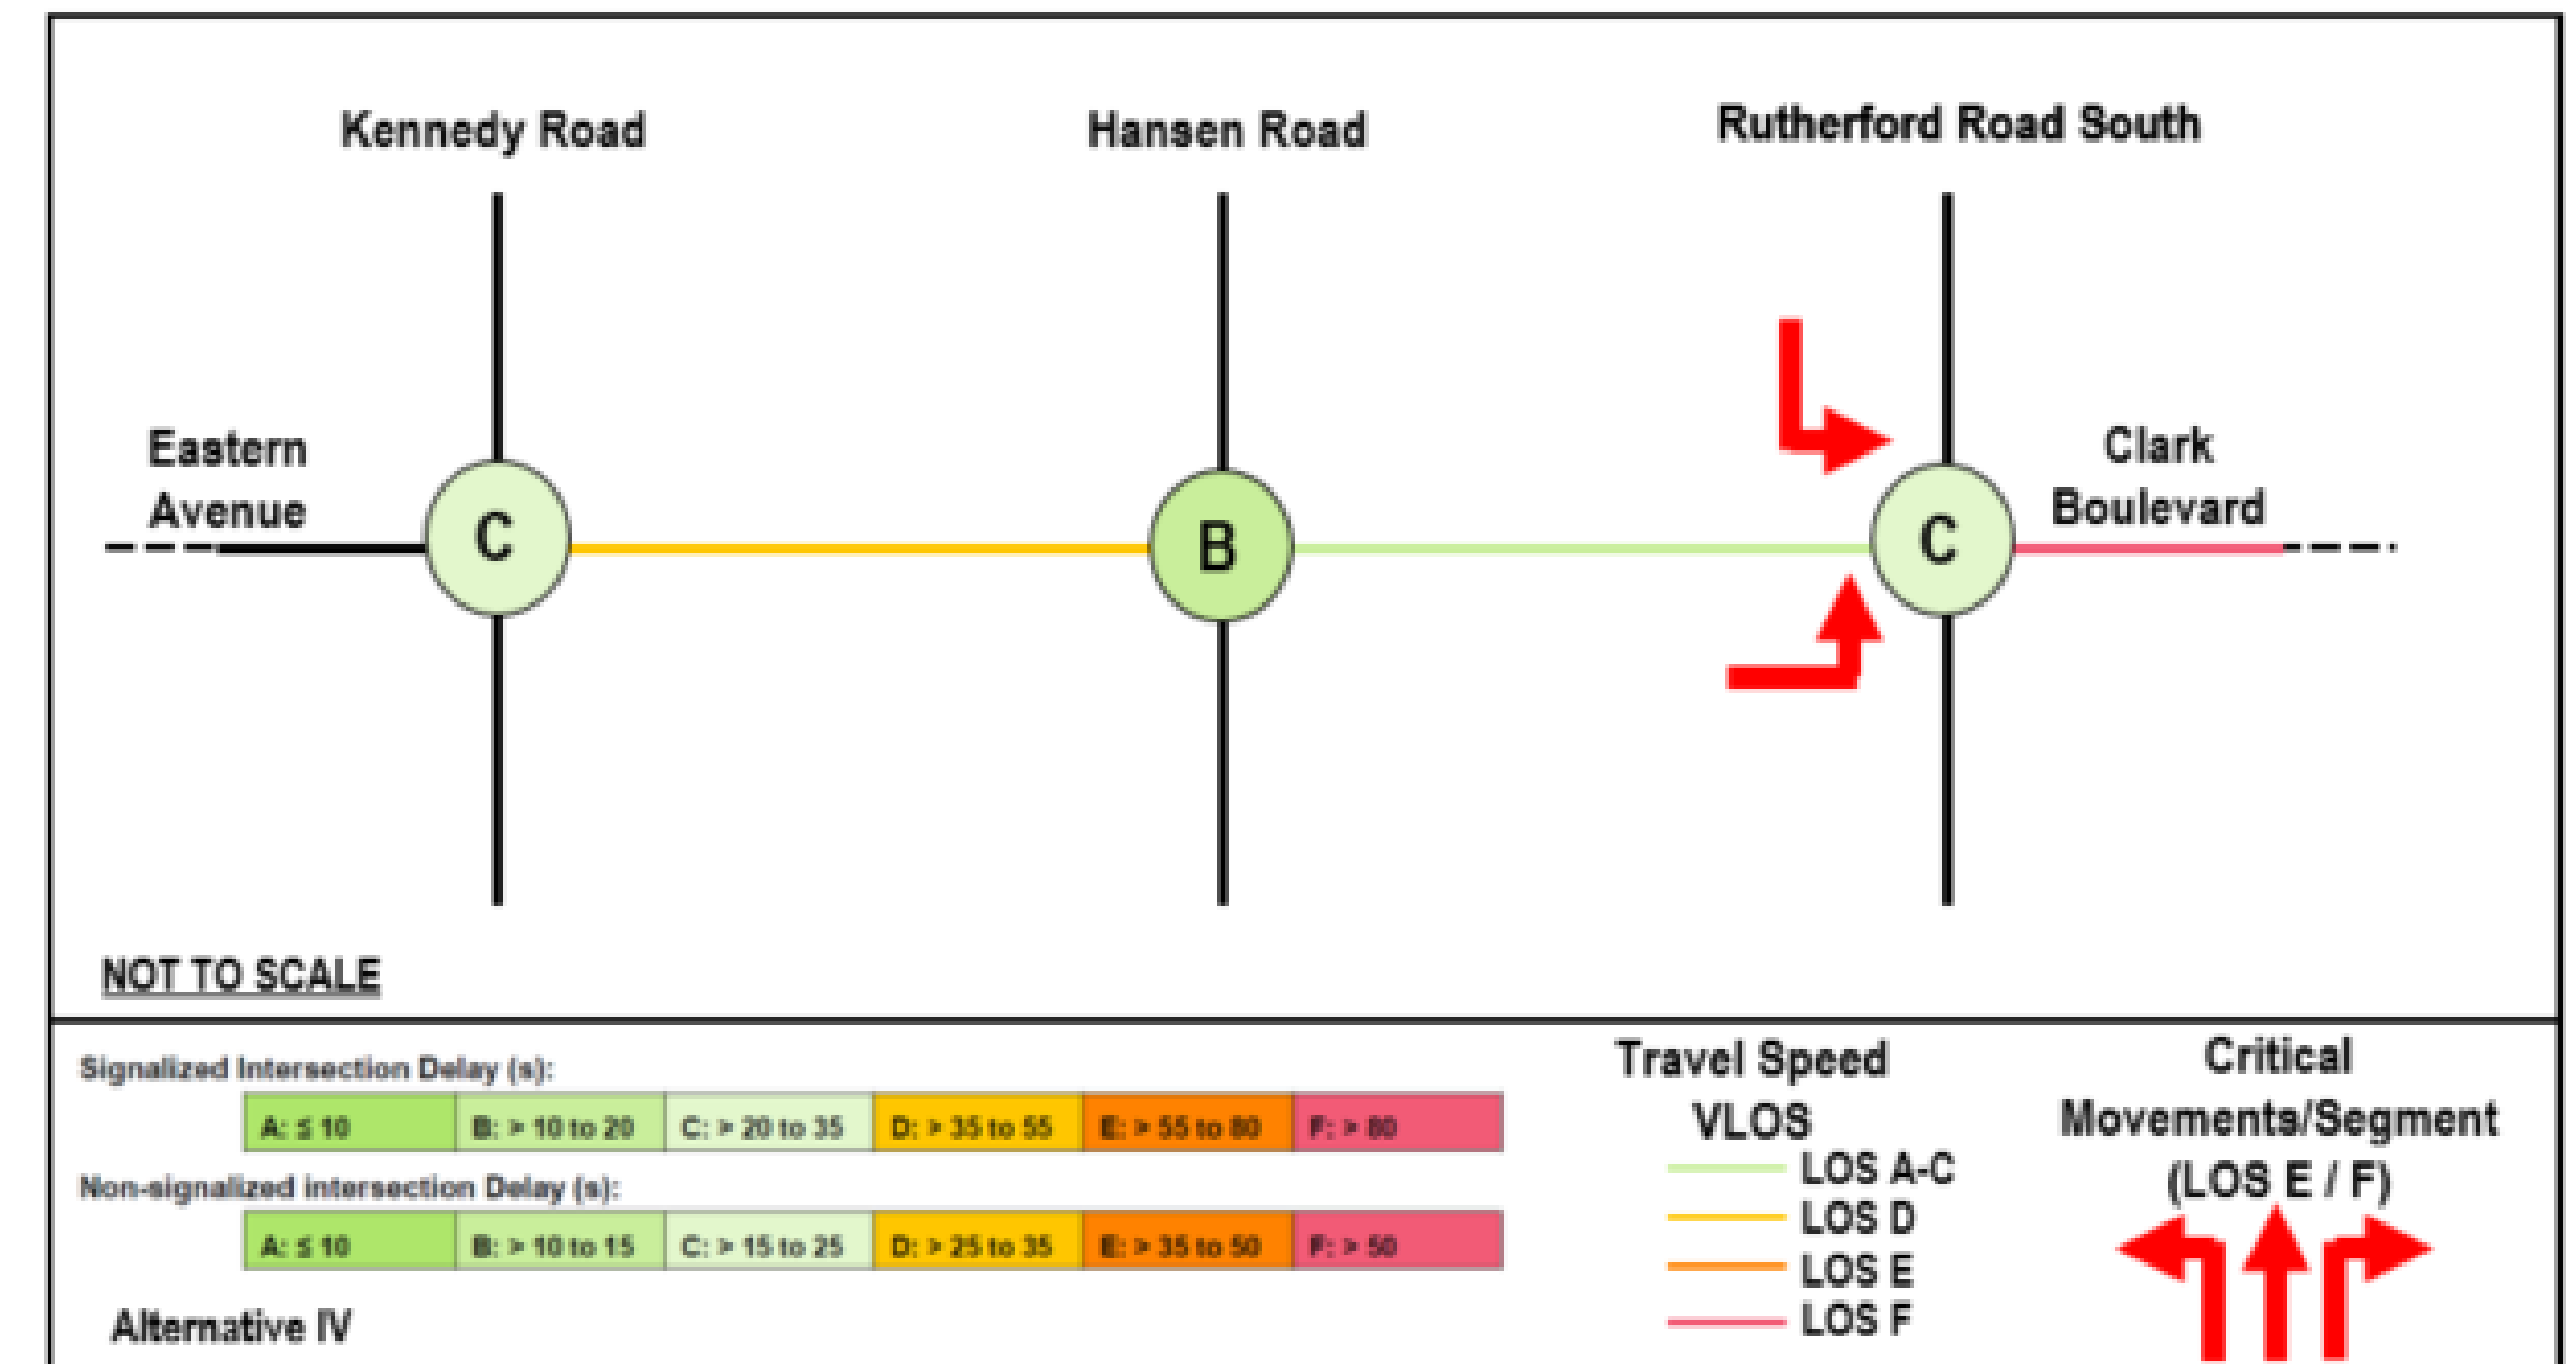 Kennedy Road
Hansen Road
Rutherford Road South
Eastern
Avenue
C
B
C
Clark
Boulevard
NOT TO SCALE
Signalized Intersection Delay (s):
A: ≤ 10
B: > 10 to 20
C: > 20 to 35
D: > 35 to 55
E: > 55 to 80
F: > 80
Non-signalized intersection Delay (s):
A: ≤ 10
B: > 10 to 15
C: > 15 to 25
D: > 25 to 35
E: > 35 to 50
F: > 50
Alternative IV
Travel Speed
VLOS
LOS A-C
LOS D
LOS E
LOS F
Critical
Movements/Segment
(LOS E / F)